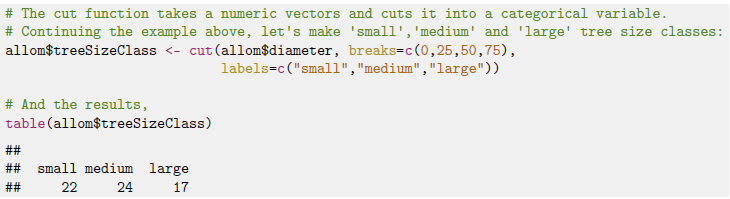 # The cut function takes a numeric vectors and cuts it into a categorical variable.
# Continuing the example above, let's make 'small','medium' and 'large' tree size classes:
allom$treeSizeClass <- cut(allom$diameter, breaks=c(0,25,50,75),
                           labels=c("small","medium","large"))

# And the results,
table(allom$treeSizeClass)
##
##  small medium  large
##     22     24     17